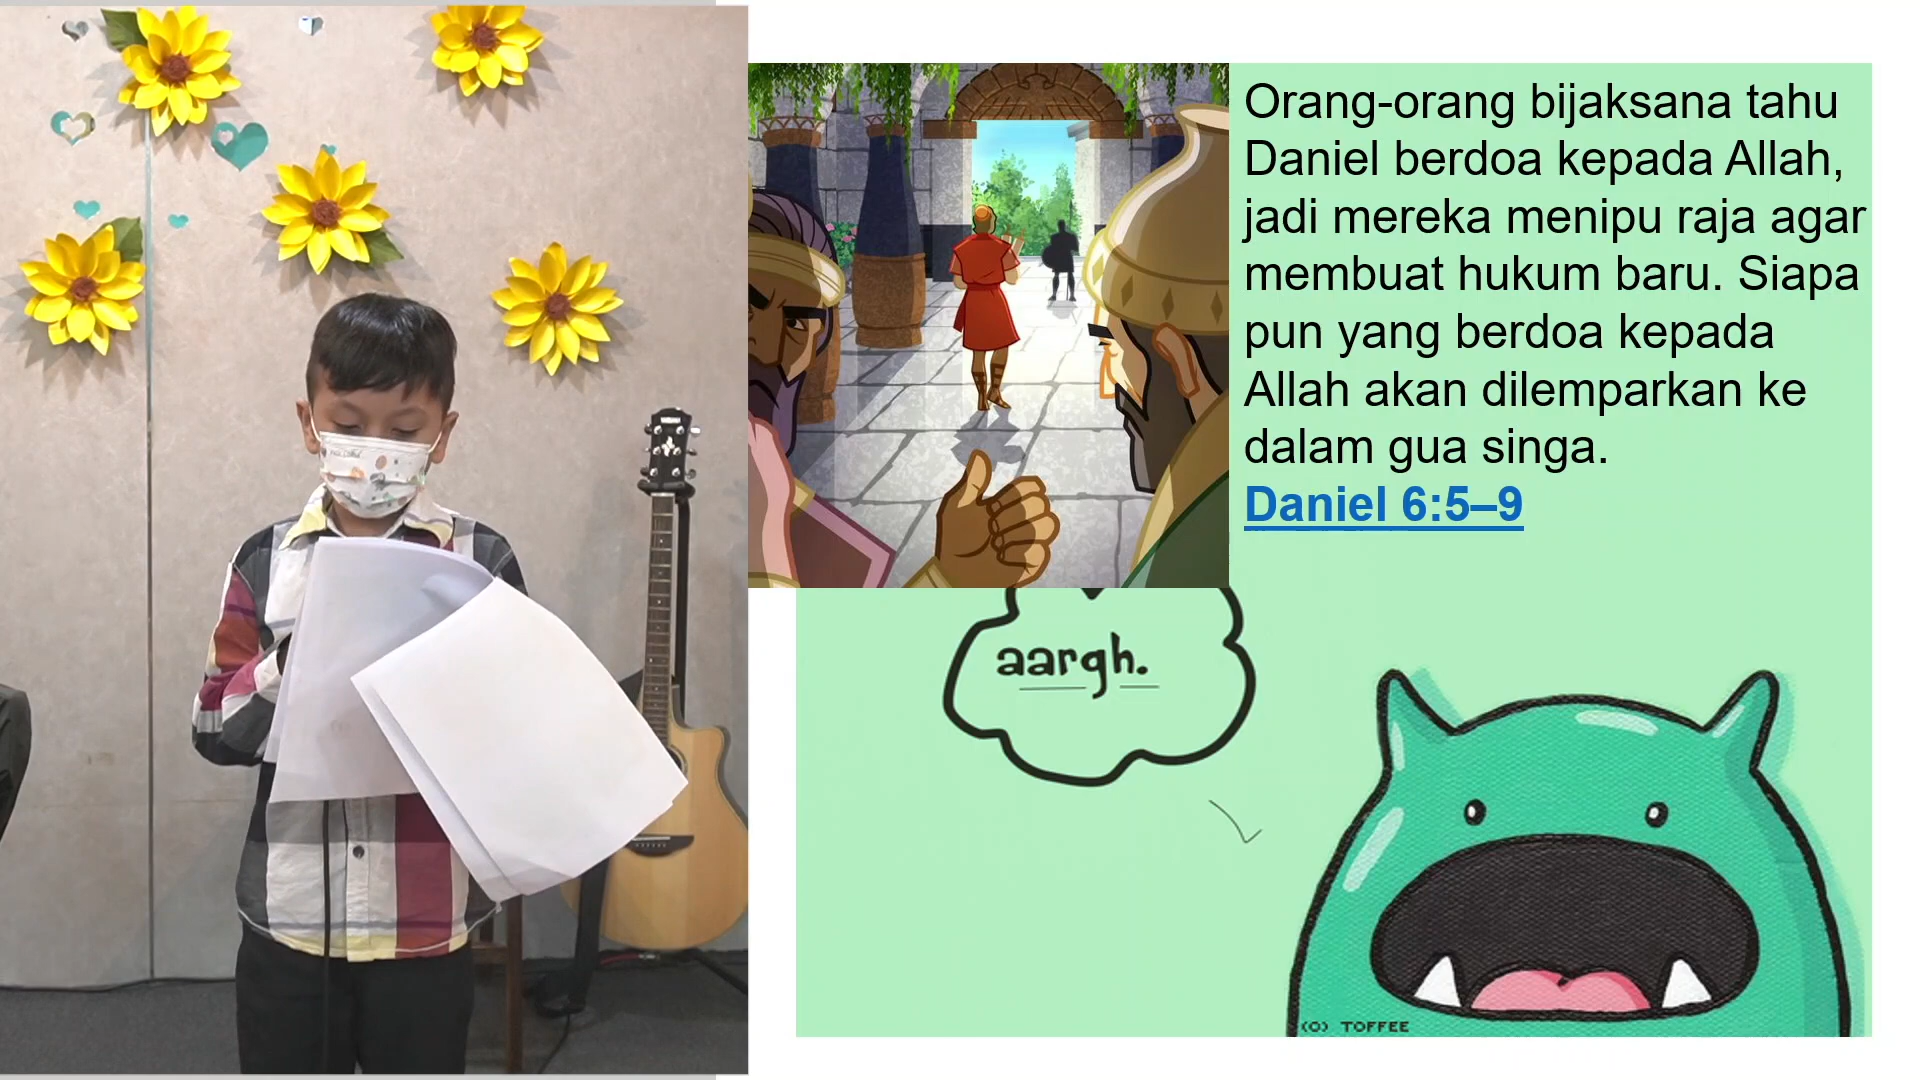 Orang-orang bijaksana tahu
Daniel berdoa kepada Allah,
jadi mereka menipu raja agar
membuat hukum baru. Siapa
pun yang berdoa kepada
Allah akan dilemparkan ke
dalam gua singa.
Daniel 6:5–9
aargh.
(O) TOFFEE